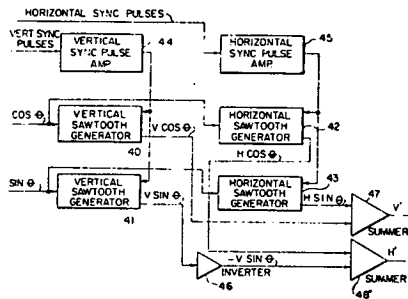 HORIZONTAL SYNC PULSES
VERT SYNC
PULSES
VERTICAL
SYNC PULSE
AMP.
44
HORIZONTAL
SYNC PULSE
AMP.
45
COS θ
VERTICAL
SAWTOOTH
GENERATOR
40
V COS θ
HORIZONTAL
SAWTOOTH
GENERATOR
42
H COS θ
SIN θ
VERTICAL
SAWTOOTH
GENERATOR
41
V SIN θ
HORIZONTAL
SAWTOOTH
GENERATOR
43
H SIN θ
47
V'
SUMMER
-V SIN θ
INVERTER
46
H'
SUMMER
48